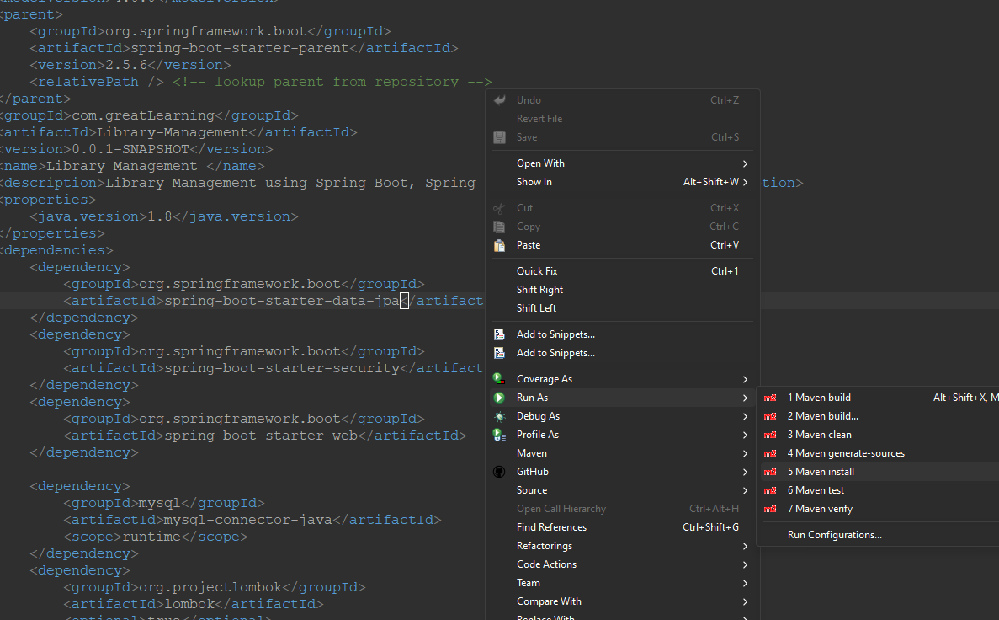 <modelVersion>4.0.0</modelVersion>
<parent>
<groupId>org.springframework.boot</groupId>
<artifactId>spring-boot-starter-parent</artifactId>
<version>2.5.6</version>
<relativePath /> <!-- lookup parent from repository -->
</parent>
<groupId>com.greatLearning</groupId>
<artifactId>Library-Management</artifactId>
<version>0.0.1-SNAPSHOT</version>
<name>Library Management </name>
<description>Library Management using Spring Boot, Spring tion>
<properties>
<java.version>1.8</java.version>
</properties>
<dependencies>
<dependency>
<groupId>org.springframework.boot</groupId>
<artifactId>spring-boot-starter-data-jpa</artifact
</dependency>
<dependency>
<groupId>org.springframework.boot</groupId>
<artifactId>spring-boot-starter-security</artifact
</dependency>
<dependency>
<groupId>org.springframework.boot</groupId>
<artifactId>spring-boot-starter-web</artifactId>
</dependency>
<dependency>
<groupId>mysql</groupId>
<artifactId>mysql-connector-java</artifactId>
<scope>runtime</scope>
</dependency>
<dependency>
<groupId>org.projectlombok</groupId>
<artifactId>lombok</artifactId>
<optional>true</optional>
Undo Ctrl+Z
Revert File
Save Ctrl+S
Open With
Show In Alt+Shift+W
Cut Ctrl+X
Copy Ctrl+C
Paste Ctrl+V
Quick Fix Ctrl+1
Shift Right
Shift Left
Add to Snippets...
Add to Snippets...
Coverage As
Run As
Debug As
Profile As
Maven
GitHub
Source
Open Call Hierarchy Ctrl+Alt+H
Find References Ctrl+Shift+G
Refactorings
Code Actions
Team
Compare With
Replace With
1 Maven build Alt+Shift+X, M
2 Maven build...
3 Maven clean
4 Maven generate-sources
5 Maven install
6 Maven test
7 Maven verify
Run Configurations...